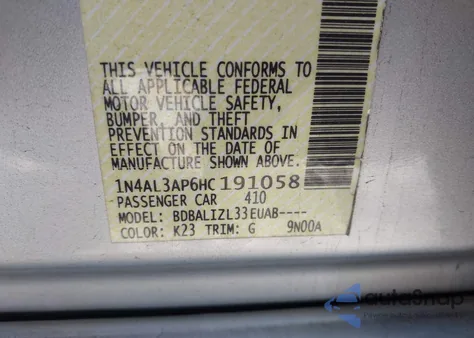 THIS VEHICLE CONFORMS TO
ALL APPLICABLE FEDERAL
MOTOR VEHICLE SAFETY,
BUMPER, AND THEFT
PREVENTION STANDARDS IN
EFFECT ON THE DATE OF
MANUFACTURE SHOWN ABOVE.
1N4AL3AP6HC191058
PASSENGER CAR 410
MODEL: BDBALIZL33EUAB----
COLOR: K23 TRIM: G 9N00A
autosnap